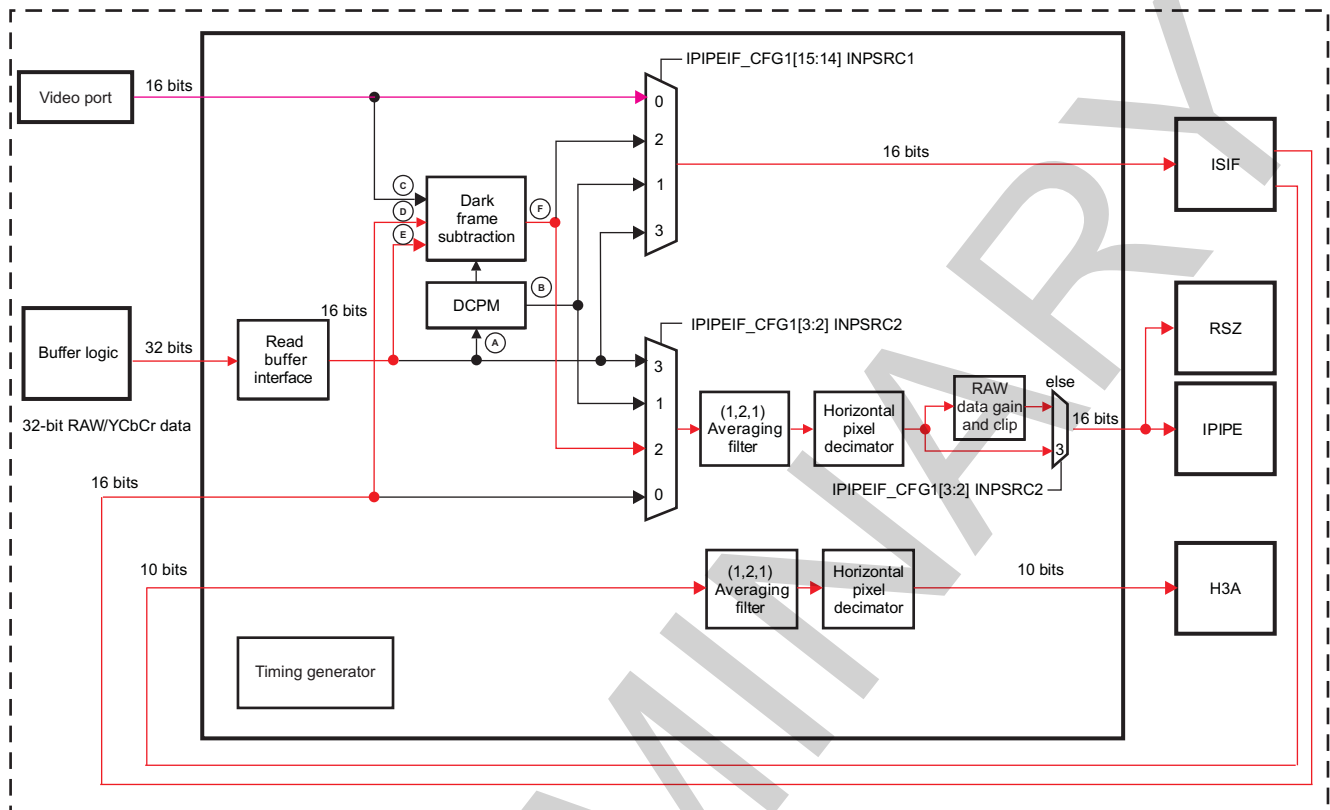 IPIPEIF_CFG1[15:14] INPSRC1
Video port
16 bits
0
2
1
3
16 bits
ISIF
C
D
E
Dark
frame
subtraction
F
DCPM
B
A
Buffer logic
32 bits
32-bit RAW/YCbCr data
16 bits
Read
buffer
interface
IPIPEIF_CFG1[3:2] INPSRC2
3
1
2
0
(1,2,1)
Averaging
filter
Horizontal
pixel
decimator
RAW
data gain
and clip
else
3
16 bits
IPIPEIF_CFG1[3:2] INPSRC2
RSZ
IPIPE
16 bits
10 bits
(1,2,1)
Averaging
filter
Horizontal
pixel
decimator
10 bits
H3A
Timing generator
MINARY